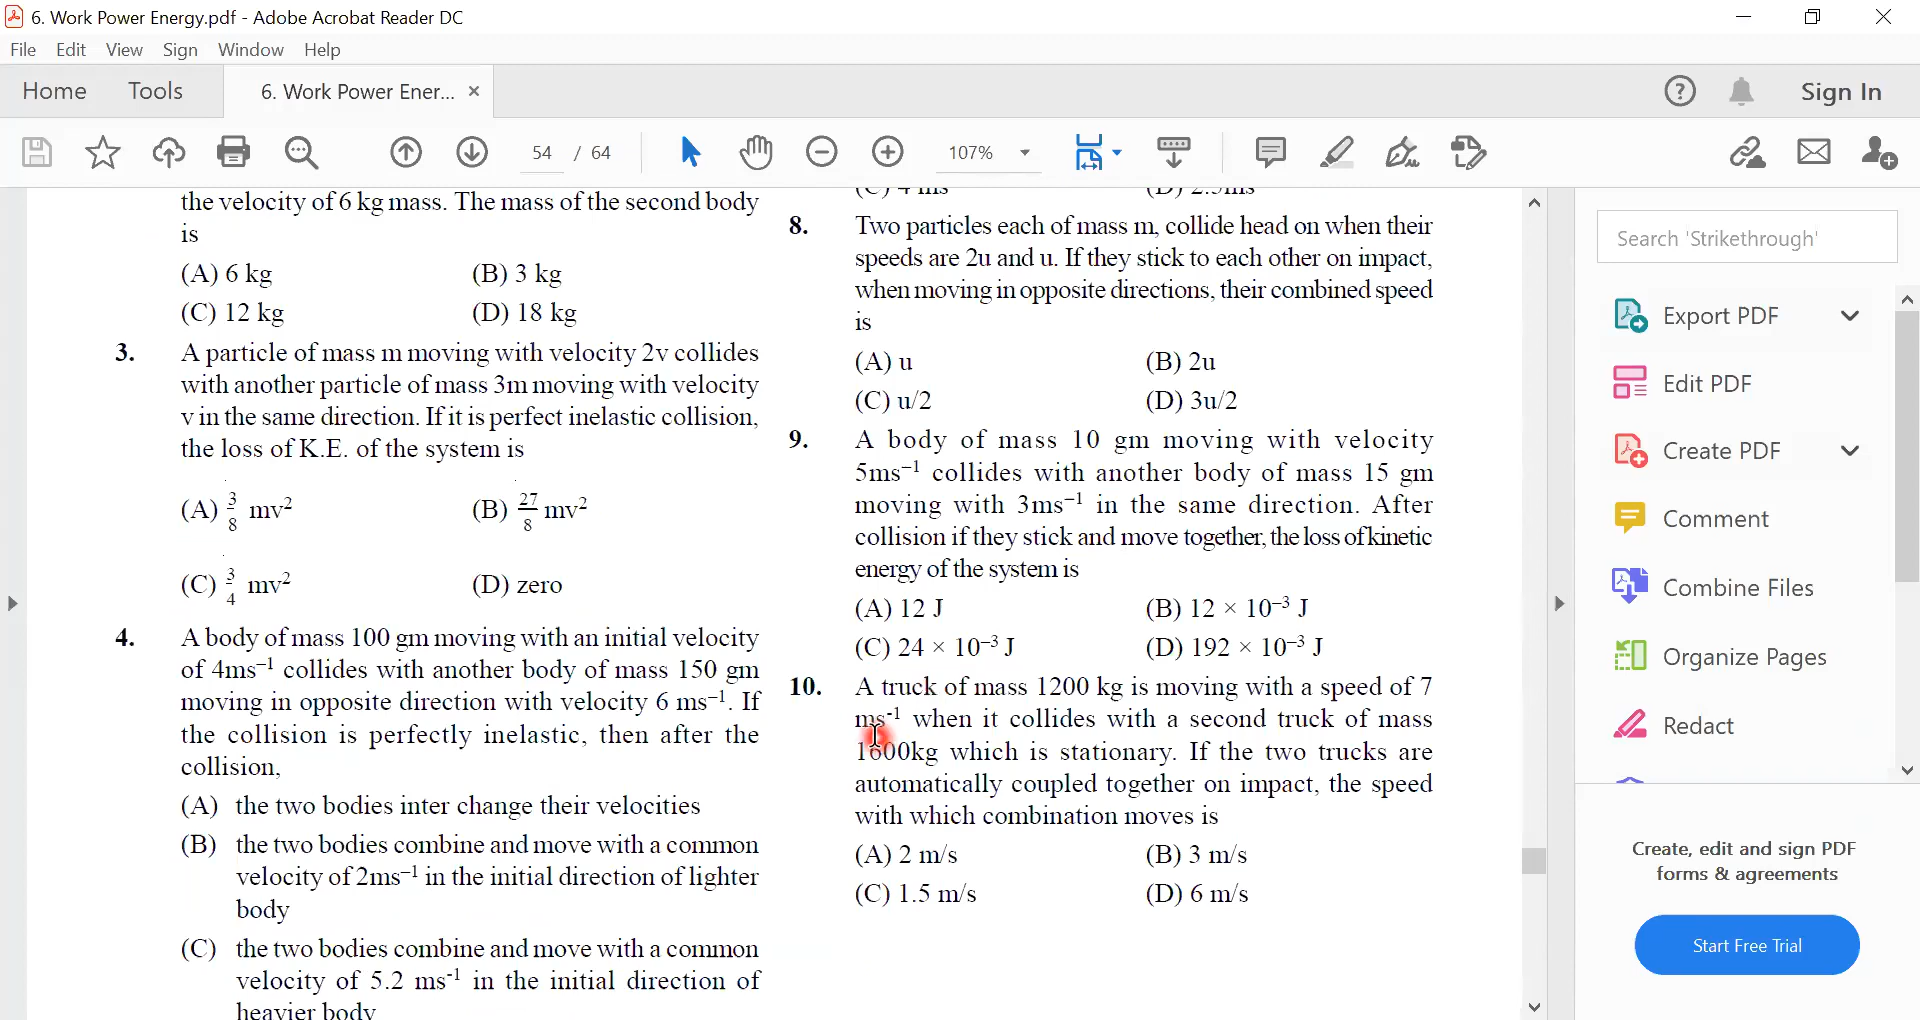 6. Work Power Energy.pdf - Adobe Acrobat Reader DC
File Edit View Sign Window Help
Home Tools 6. Work Power Ener... ×
Sign In
54 / 64 107%
the velocity of 6 kg mass. The mass of the second body
is
(A) 6 kg (B) 3 kg
(C) 12 kg (D) 18 kg
3. A particle of mass m moving with velocity 2v collides
with another particle of mass 3m moving with velocity
v in the same direction. If it is perfect inelastic collision,
the loss of K.E. of the system is
(A) 3/8 mv² (B) 27/8 mv²
(C) 3/4 mv² (D) zero
4. A body of mass 100 gm moving with an initial velocity
of 4ms⁻¹ collides with another body of mass 150 gm
moving in opposite direction with velocity 6 ms⁻¹. If
the collision is perfectly inelastic, then after the
collision,
(A) the two bodies inter change their velocities
(B) the two bodies combine and move with a common
velocity of 2ms⁻¹ in the initial direction of lighter
body
(C) the two bodies combine and move with a common
velocity of 5.2 ms⁻¹ in the initial direction of
heavier body
(C) 4 ms (D) 2.5ms
8. Two particles each of mass m, collide head on when their
speeds are 2u and u. If they stick to each other on impact,
when moving in opposite directions, their combined speed
is
(A) u (B) 2u
(C) u/2 (D) 3u/2
9. A body of mass 10 gm moving with velocity
5ms⁻¹ collides with another body of mass 15 gm
moving with 3ms⁻¹ in the same direction. After
collision if they stick and move together, the loss of kinetic
energy of the system is
(A) 12 J (B) 12 × 10⁻³ J
(C) 24 × 10⁻³ J (D) 192 × 10⁻³ J
10. A truck of mass 1200 kg is moving with a speed of 7
ms⁻¹ when it collides with a second truck of mass
1600kg which is stationary. If the two trucks are
automatically coupled together on impact, the speed
with which combination moves is
(A) 2 m/s (B) 3 m/s
(C) 1.5 m/s (D) 6 m/s
Search 'Strikethrough'
Export PDF
Edit PDF
Create PDF
Comment
Combine Files
Organize Pages
Redact
Create, edit and sign PDF
forms & agreements
Start Free Trial